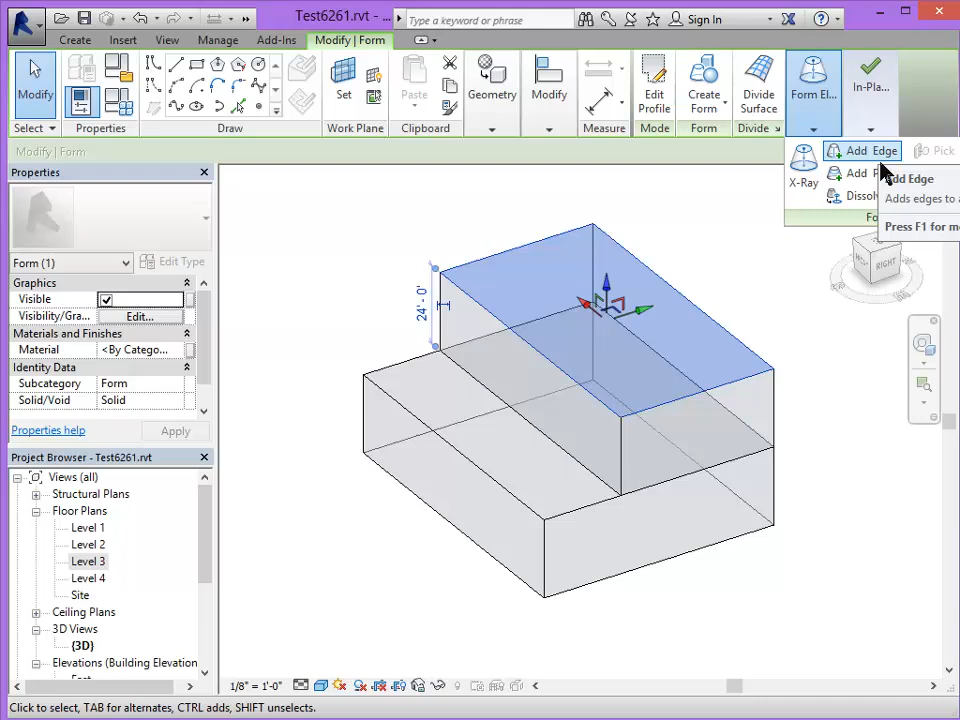 Test6261.rvt - ...
Type a keyword or phrase
Sign In
Create
Insert
View
Manage
Add-Ins
Modify | Form
Modify
Set
Paste
Geometry
Modify
Edit
Profile
Create
Form
Divide
Surface
Form El...
In-Pla...
Select
Properties
Draw
Work Plane
Clipboard
Measure
Mode
Form
Divide
Modify | Form
X-Ray
Add Edge
Pick
Add P
Dissol
Fo
Add Edge
Adds edges to a
Press F1 for mo
Properties
Form (1)
Edit Type
Graphics
Visible
Visibility/Gra...
Edit...
Materials and Finishes
Material
<By Catego...
Identity Data
Subcategory
Form
Solid/Void
Solid
Properties help
Apply
Project Browser - Test6261.rvt
Views (all)
Structural Plans
Floor Plans
Level 1
Level 2
Level 3
Level 4
Site
Ceiling Plans
3D Views
{3D}
Elevations (Building Elevation
24' - 0"
RIGHT
1/8" = 1'-0"
Click to select, TAB for alternates, CTRL adds, SHIFT unselects.